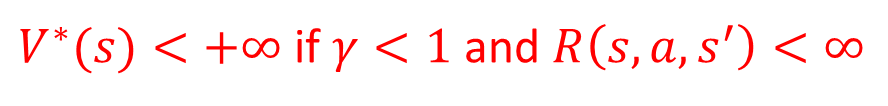 V*(s) < +∞ if γ < 1 and R(s, a, s′) < ∞